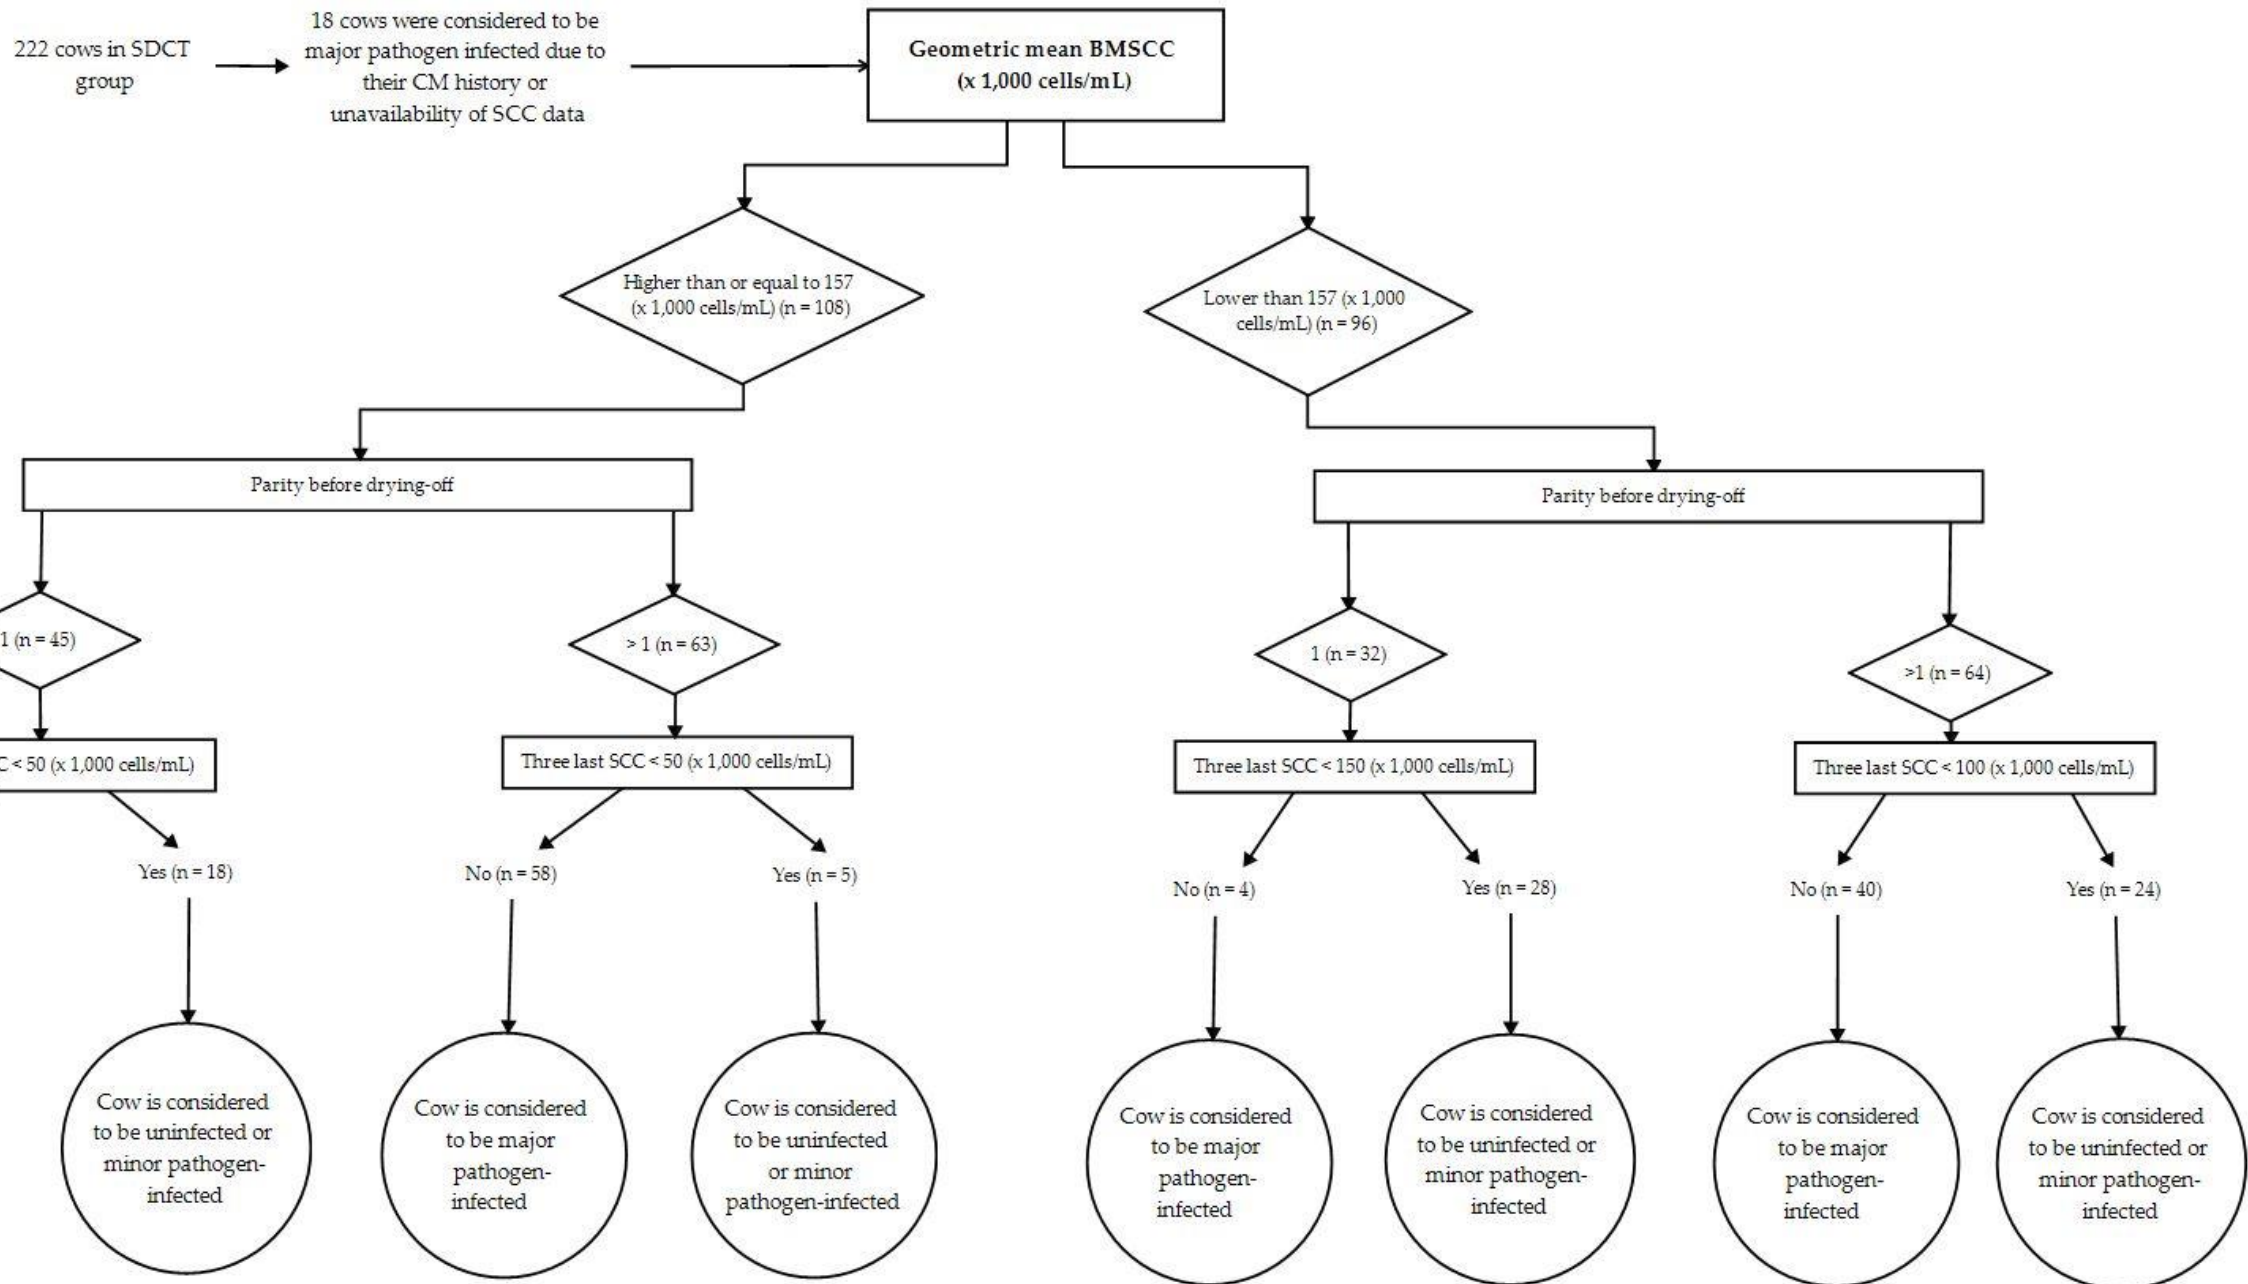 222 cows in SDCT
group
18 cows were considered to be
major pathogen infected due to
their CM history or
unavailability of SCC data
Geometric mean BMSCC
(x 1,000 cells/mL)
Higher than or equal to 157
(x 1,000 cells/mL) (n = 108)
Lower than 157 (x 1,000
cells/mL) (n = 96)
Parity before drying-off
Parity before drying-off
1 (n = 45)
> 1 (n = 63)
1 (n = 32)
>1 (n = 64)
C < 50 (x 1,000 cells/mL)
Three last SCC < 50 (x 1,000 cells/mL)
Three last SCC < 150 (x 1,000 cells/mL)
Three last SCC < 100 (x 1,000 cells/mL)
Yes (n = 18)
No (n = 58)
Yes (n = 5)
No (n = 4)
Yes (n = 28)
No (n = 40)
Yes (n = 24)
Cow is considered
to be uninfected or
minor pathogen-
infected
Cow is considered
to be major
pathogen-
infected
Cow is considered
to be uninfected
or minor
pathogen-infected
Cow is considered
to be major
pathogen-
infected
Cow is considered
to be uninfected or
minor pathogen-
infected
Cow is considered
to be major
pathogen-
infected
Cow is considered
to be uninfected or
minor pathogen-
infected